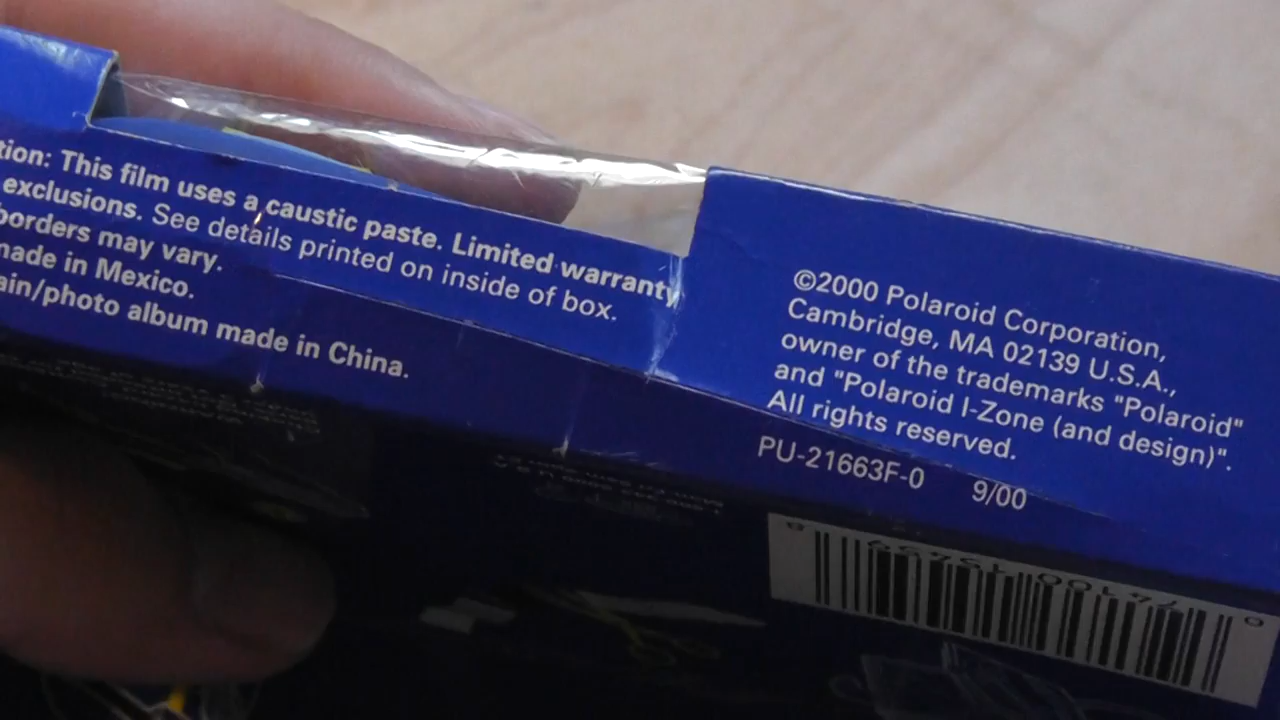 tion: This film uses a caustic paste. Limited warranty
exclusions. See details printed on inside of box.
borders may vary.
made in Mexico.
ain/photo album made in China.
©2000 Polaroid Corporation,
Cambridge, MA 02139 U.S.A.,
owner of the trademarks "Polaroid"
and "Polaroid I-Zone (and design)".
All rights reserved.
PU-21663F-0 9/00